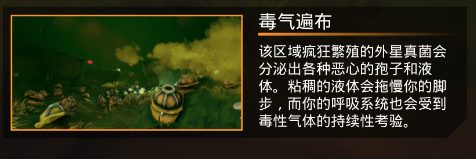 毒气遍布
该区域疯狂繁殖的外星真菌会
分泌出各种恶心的孢子和液
体。粘稠的液体会拖慢你的脚
步，而你的呼吸系统也会受到
毒性气体的持续性考验。